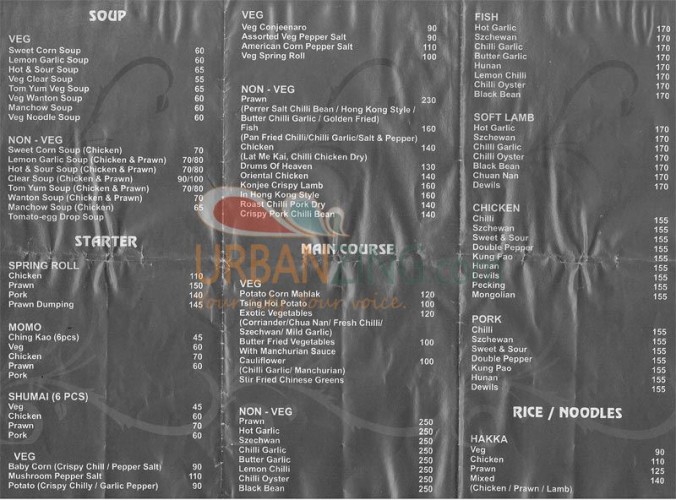 SOUP
VEG
Sweet Corn Soup 60
Lemon Garlic Soup 60
Hot & Sour Soup 65
Veg Clear Soup 55
Tom Yum Veg Soup 65
Veg Wanton Soup 60
Manchow Soup 65
Veg Noodle Soup 60
NON - VEG
Sweet Corn Soup (Chicken) 70
Lemon Garlic Soup (Chicken & Prawn) 70/80
Hot & Sour Soup (Chicken & Prawn) 70/80
Clear Soup (Chicken & Prawn) 90/100
Tom Yum Soup (Chicken & Prawn) 70/80
Wanton Soup (Chicken & Prawn) 70
Manchow Soup (Chicken) 65
Tomato-egg Drop Soup
STARTER
SPRING ROLL
Chicken 110
Prawn 150
Pork 140
Prawn Dumping 145
MOMO
Ching Kao (6pcs) 45
Veg 60
Chicken 70
Prawn 60
Pork
SHUMAI (6 PCS)
Veg 45
Chicken 60
Prawn 70
Pork 60
VEG
Baby Corn (Crispy Chill / Pepper Salt) 90
Mushroom Pepper Salt 110
Potato (Crispy Chilly / Garlic Pepper) 90
VEG
Veg Conjeenaro 90
Assorted Veg Pepper Salt 90
American Corn Pepper Salt 110
Veg Spring Roll 100
NON - VEG
Prawn 230
(Perrer Salt Chilli Bean / Hong Kong Style /
Butter Chilli Garlic / Golden Fried)
Fish 160
(Pan Fried Chilli/Chilli Garlic/Salt & Pepper)
Chicken 140
(Lat Me Kai, Chilli Chicken Dry)
Drums Of Heaven 130
Oriental Chicken 140
Konjee Crispy Lamb 160
In Hong Kong Style 160
Roast Chilli Pork Dry 140
Crispy Pork Chilli Bean 140
MAIN COURSE
VEG
Potato Corn Mahlak 120
Tsing Hoi Potato 100
Exotic Vegetables 120
(Corriander/Chua Nan/ Fresh Chilli/
Szechwan/ Mild Garlic)
Butter Fried Vegetables 100
With Manchurian Sauce
Cauliflower 100
(Chilli Garlic/ Manchurian)
Stir Fried Chinese Greens
NON - VEG
Prawn 250
Hot Garlic 250
Szechwan 250
Chilli Garlic 250
Butter Garlic 250
Lemon Chilli 250
Chilli Oyster 250
Black Bean 250
FISH
Hot Garlic 170
Szchewan 170
Chilli Garlic 170
Butter Garlic 170
Hunan 170
Lemon Chilli 170
Chilli Oyster 170
Black Bean 170
SOFT LAMB
Hot Garlic 170
Szchewan 170
Chilli Garlic 170
Chilli Oyster 170
Black Bean 170
Chuan Nan 170
Dewils 170
CHICKEN
Chilli 155
Szchewan 155
Sweet & Sour 155
Double Pepper 155
Kung Pao 155
Hunan 155
Dewils 155
Pecking 155
Mongolian 155
PORK
Chilli 155
Szchewan 155
Sweet & Sour 155
Double Pepper 155
Kung Pao 155
Hunan 155
Dewils 155
RICE / NOODLES
HAKKA
Veg 90
Chicken 110
Prawn 125
Mixed 140
(Chicken / Prawn / Lamb)
your voice.